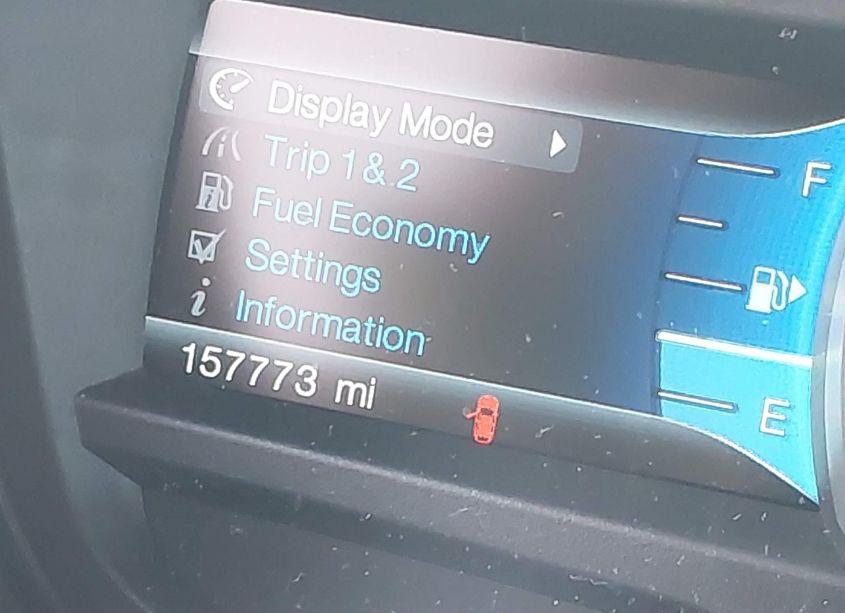 Display Mode
Trip 1 & 2
Fuel Economy
Settings
Information
157773 mi
F
E